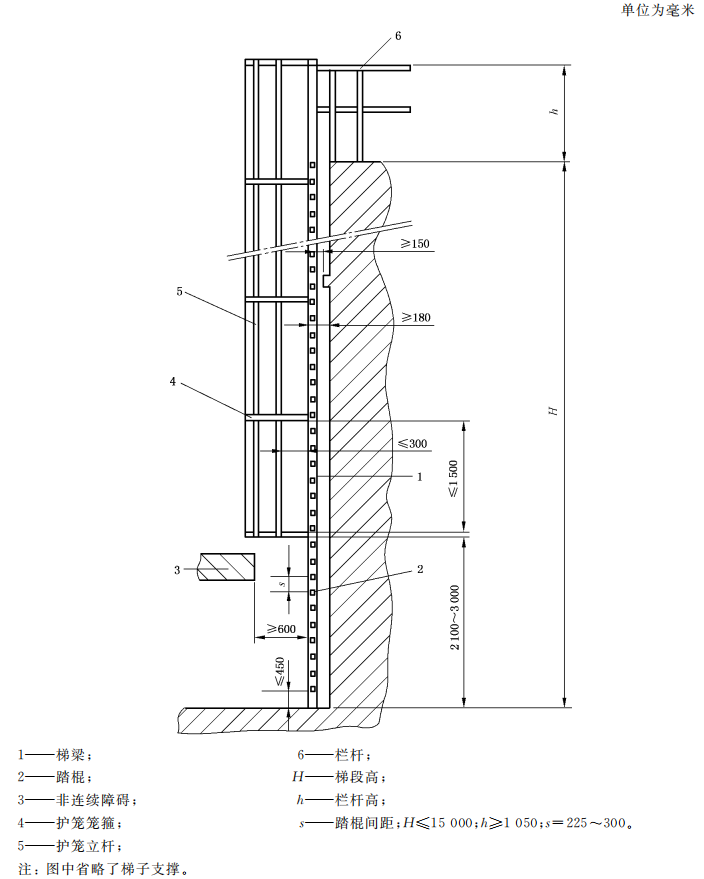 单位为毫米
6
h
≥150
5
≥180
4
H
≤300
1
≤1 500
3
s
2
≥600
2 100～3 000
≤450
1——梯梁；
6——栏杆；
2——踏棍；
H——梯段高；
3——非连续障碍；
h——栏杆高；
4——护笼笼箍；
s——踏棍间距；H≤15 000；h≥1 050；s＝225～300。
5——护笼立杆；
注：图中省略了梯子支撑。